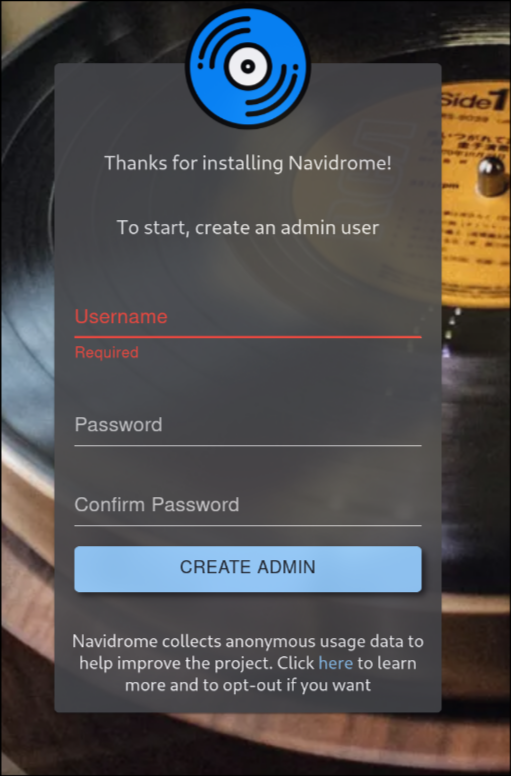 Side 1
Thanks for installing Navidrome!
To start, create an admin user
Username
Required
Password
Confirm Password
CREATE ADMIN
Navidrome collects anonymous usage data to
help improve the project. Click here to learn
more and to opt-out if you want